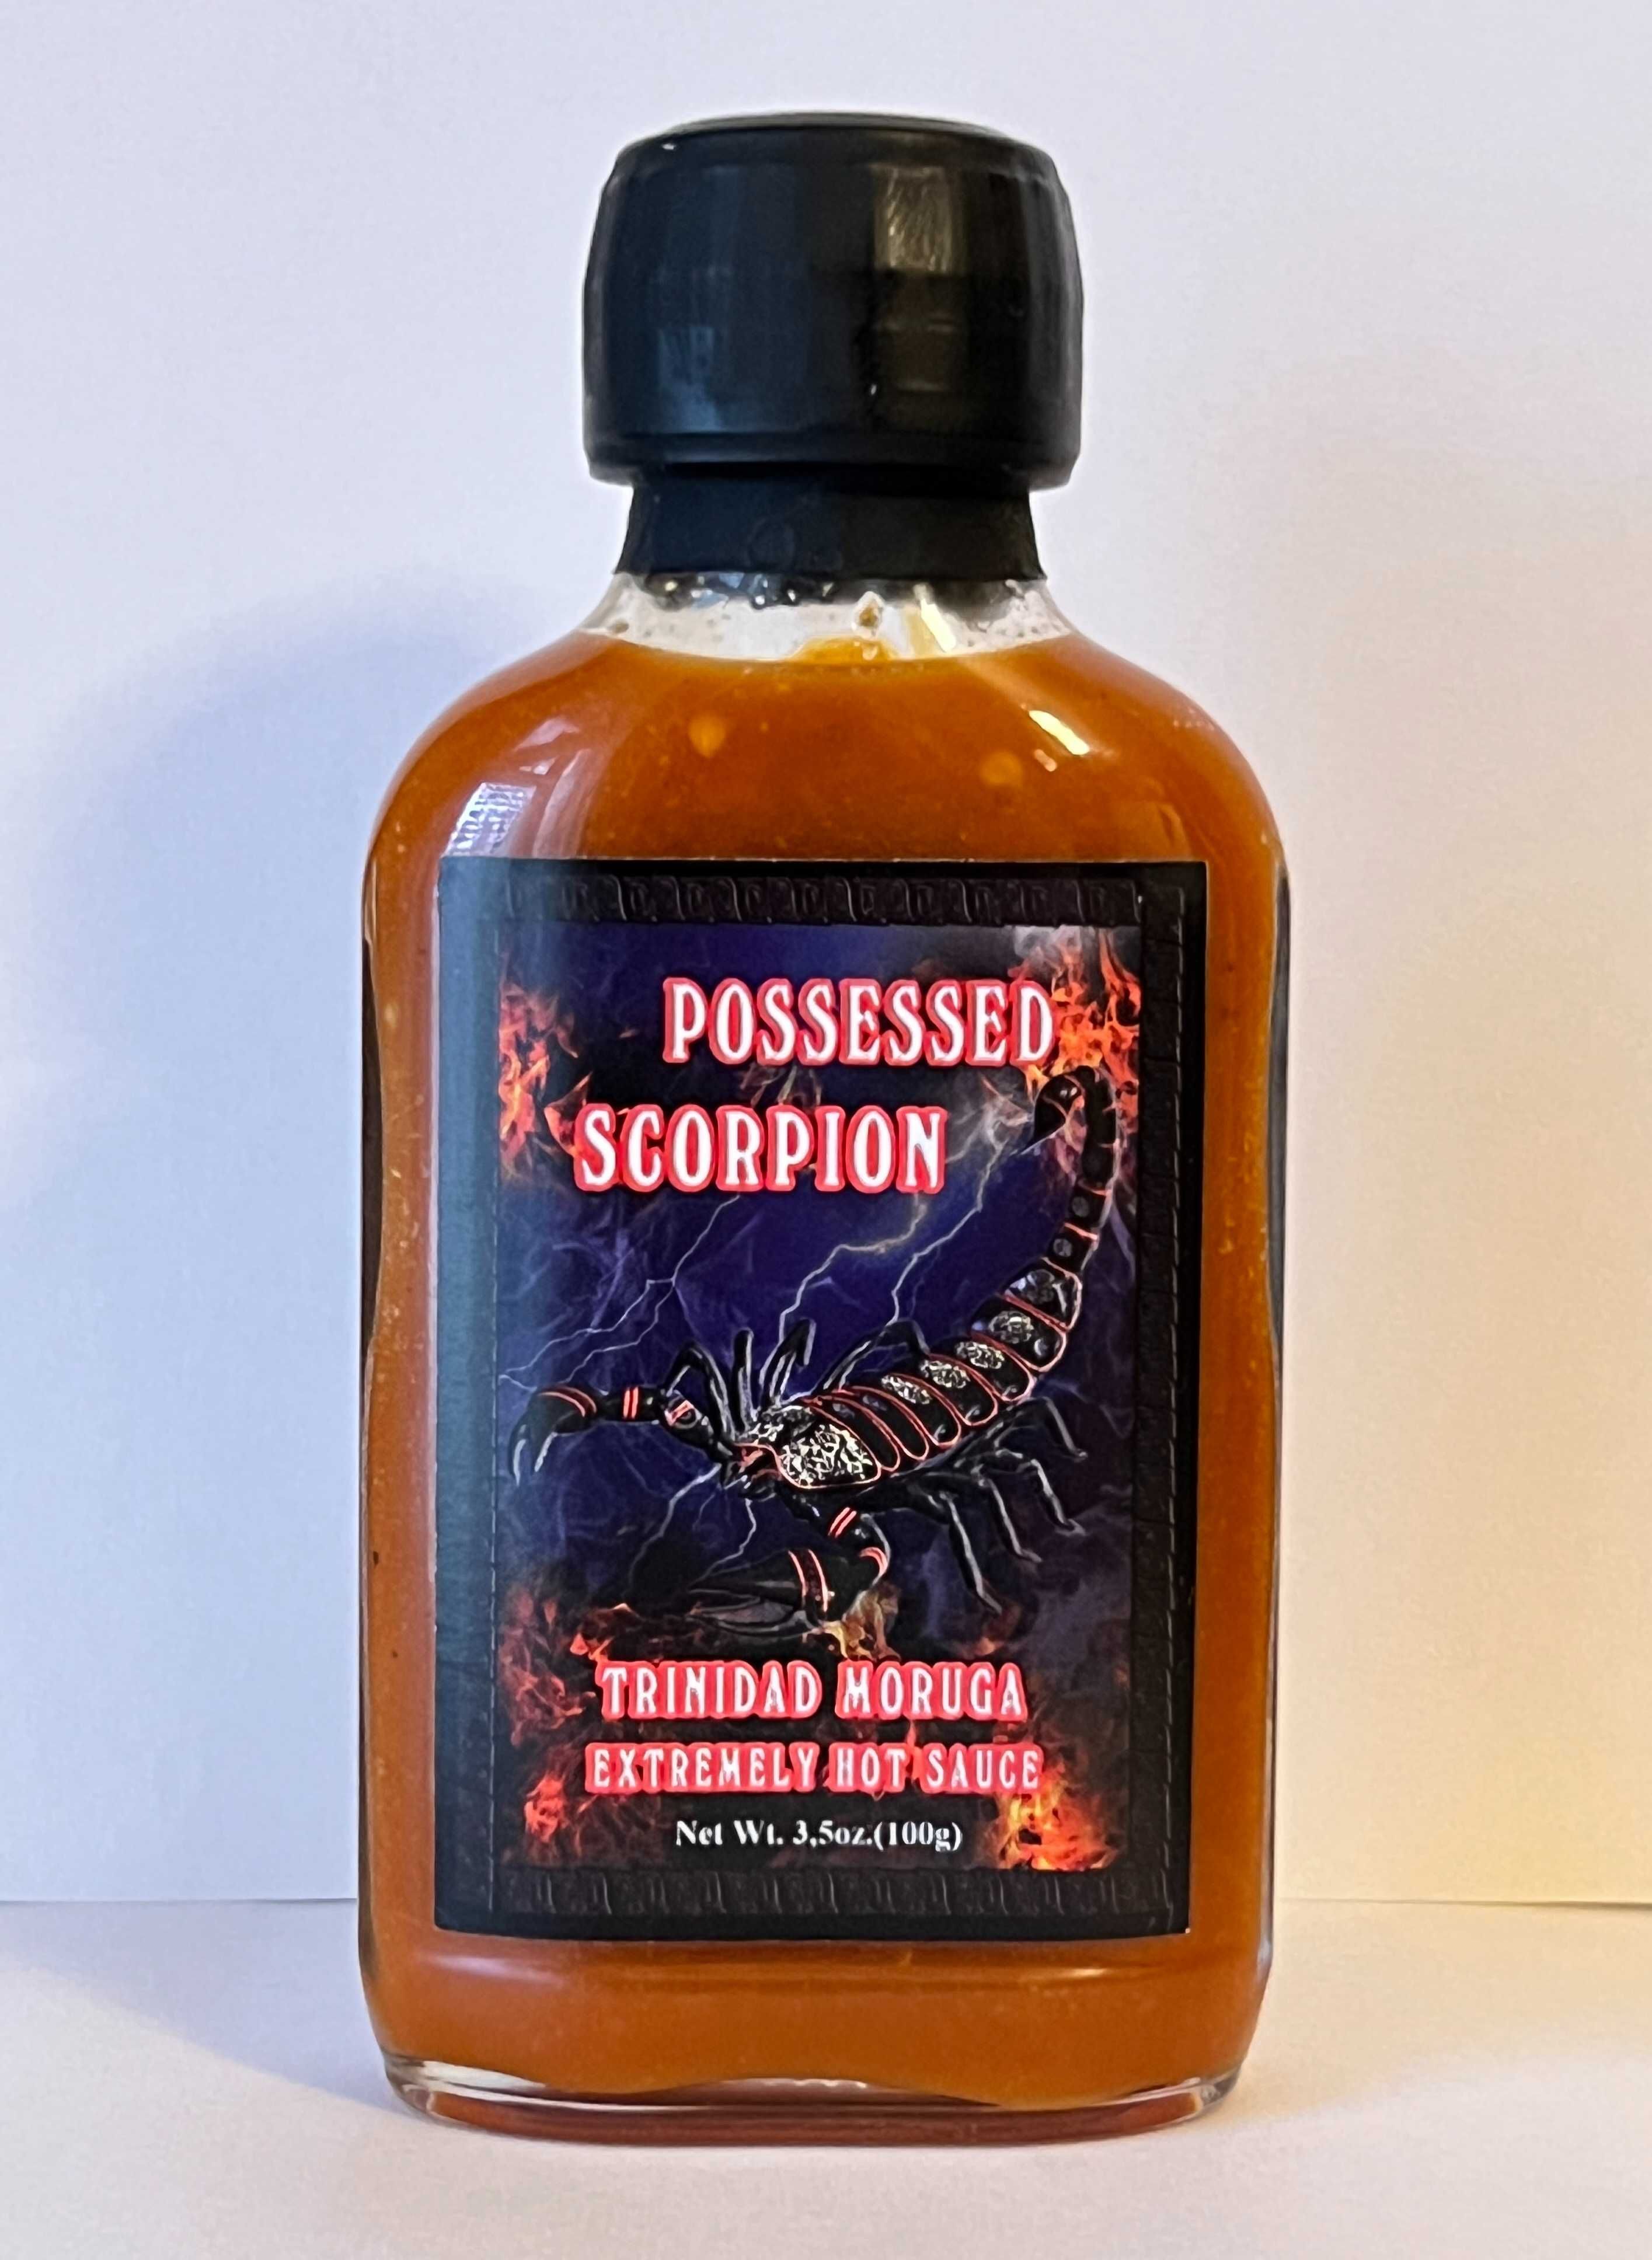 POSSESSED
SCORPION
TRINIDAD MORUGA
EXTREMELY HOT SAUCE
Net Wt. 3,5oz.(100g)